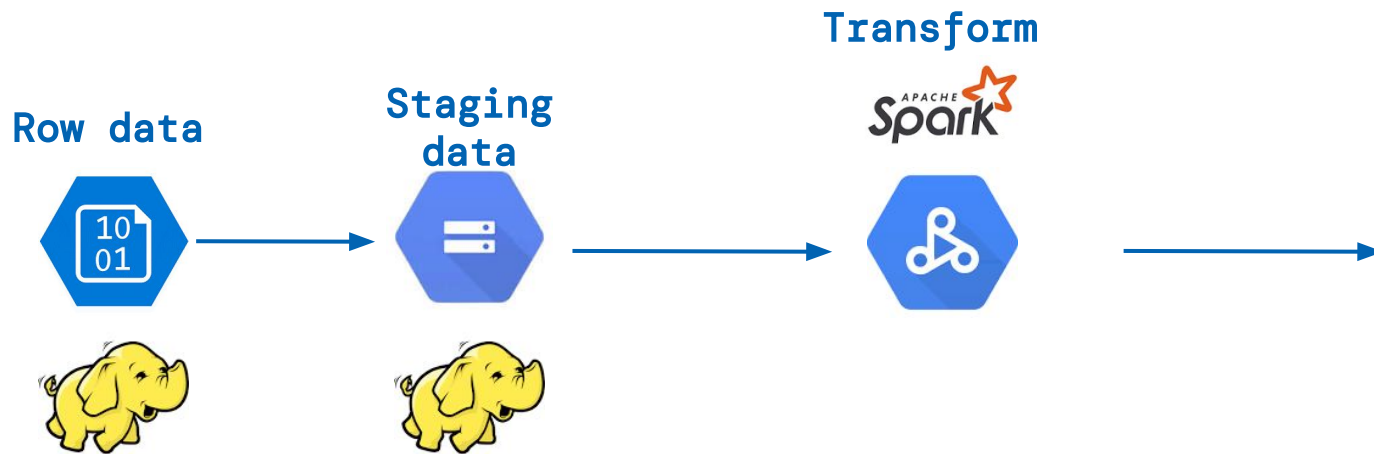 Row data
10
01
Staging
data
Transform
APACHE
Spark